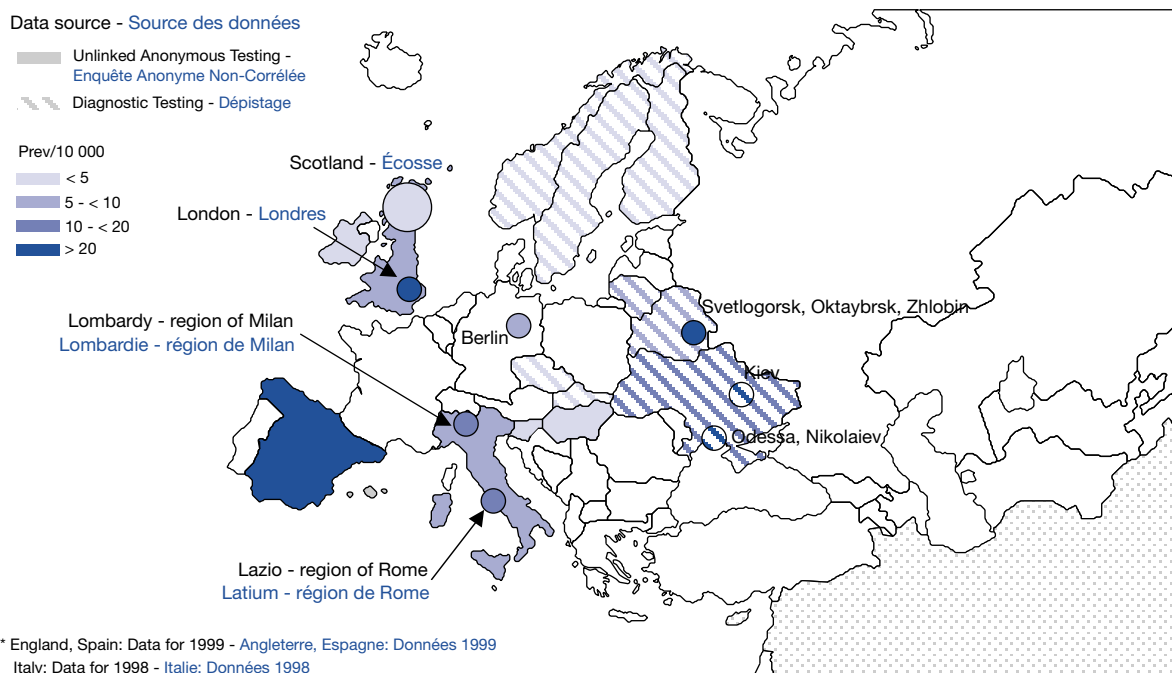 Data source - Source des données
Unlinked Anonymous Testing -
Enquête Anonyme Non-Corrélée
Diagnostic Testing - Dépistage
Prev/10 000
< 5
5 - < 10
10 - < 20
> 20
Scotland - Écosse
London - Londres
Lombardy - region of Milan
Lombardie - région de Milan
Berlin
Svetlogorsk, Oktaybrsk, Zhlobin
Kiev
Odessa, Nikolaiev
Lazio - region of Rome
Latium - région de Rome
* England, Spain: Data for 1999 - Angleterre, Espagne: Données 1999
Italy: Data for 1998 - Italie: Données 1998